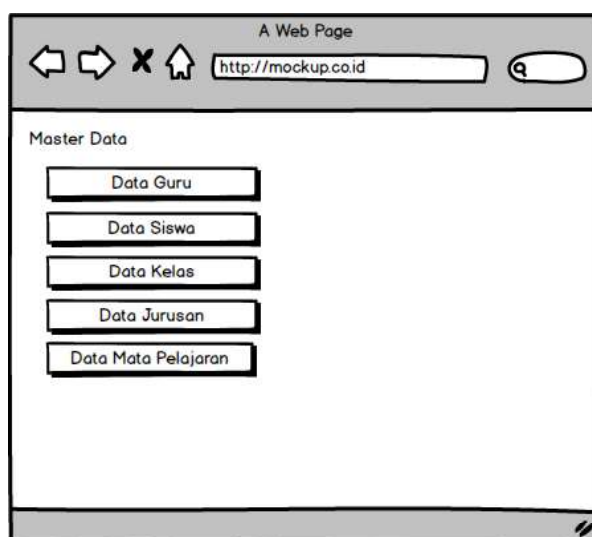 A Web Page
http://mockup.co.id
Master Data
Data Guru
Data Siswa
Data Kelas
Data Jurusan
Data Mata Pelajaran